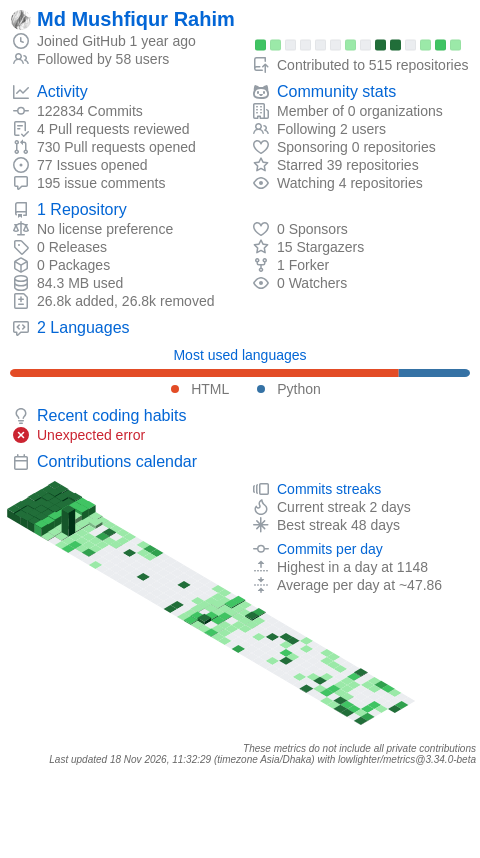 Md Mushfiqur Rahim
Joined GitHub 1 year ago
Followed by 58 users
Contributed to 515 repositories
Activity
122834 Commits
4 Pull requests reviewed
730 Pull requests opened
77 Issues opened
195 issue comments
Community stats
Member of 0 organizations
Following 2 users
Sponsoring 0 repositories
Starred 39 repositories
Watching 4 repositories
1 Repository
No license preference
0 Releases
0 Packages
84.3 MB used
26.8k added, 26.8k removed
0 Sponsors
15 Stargazers
1 Forker
0 Watchers
2 Languages
Most used languages
HTML Python
Recent coding habits
Unexpected error
Contributions calendar
Commits streaks
Current streak 2 days
Best streak 48 days
Commits per day
Highest in a day at 1148
Average per day at ~47.86
These metrics do not include all private contributions
Last updated 18 Nov 2026, 11:32:29 (timezone Asia/Dhaka) with lowlighter/metrics@3.34.0-beta